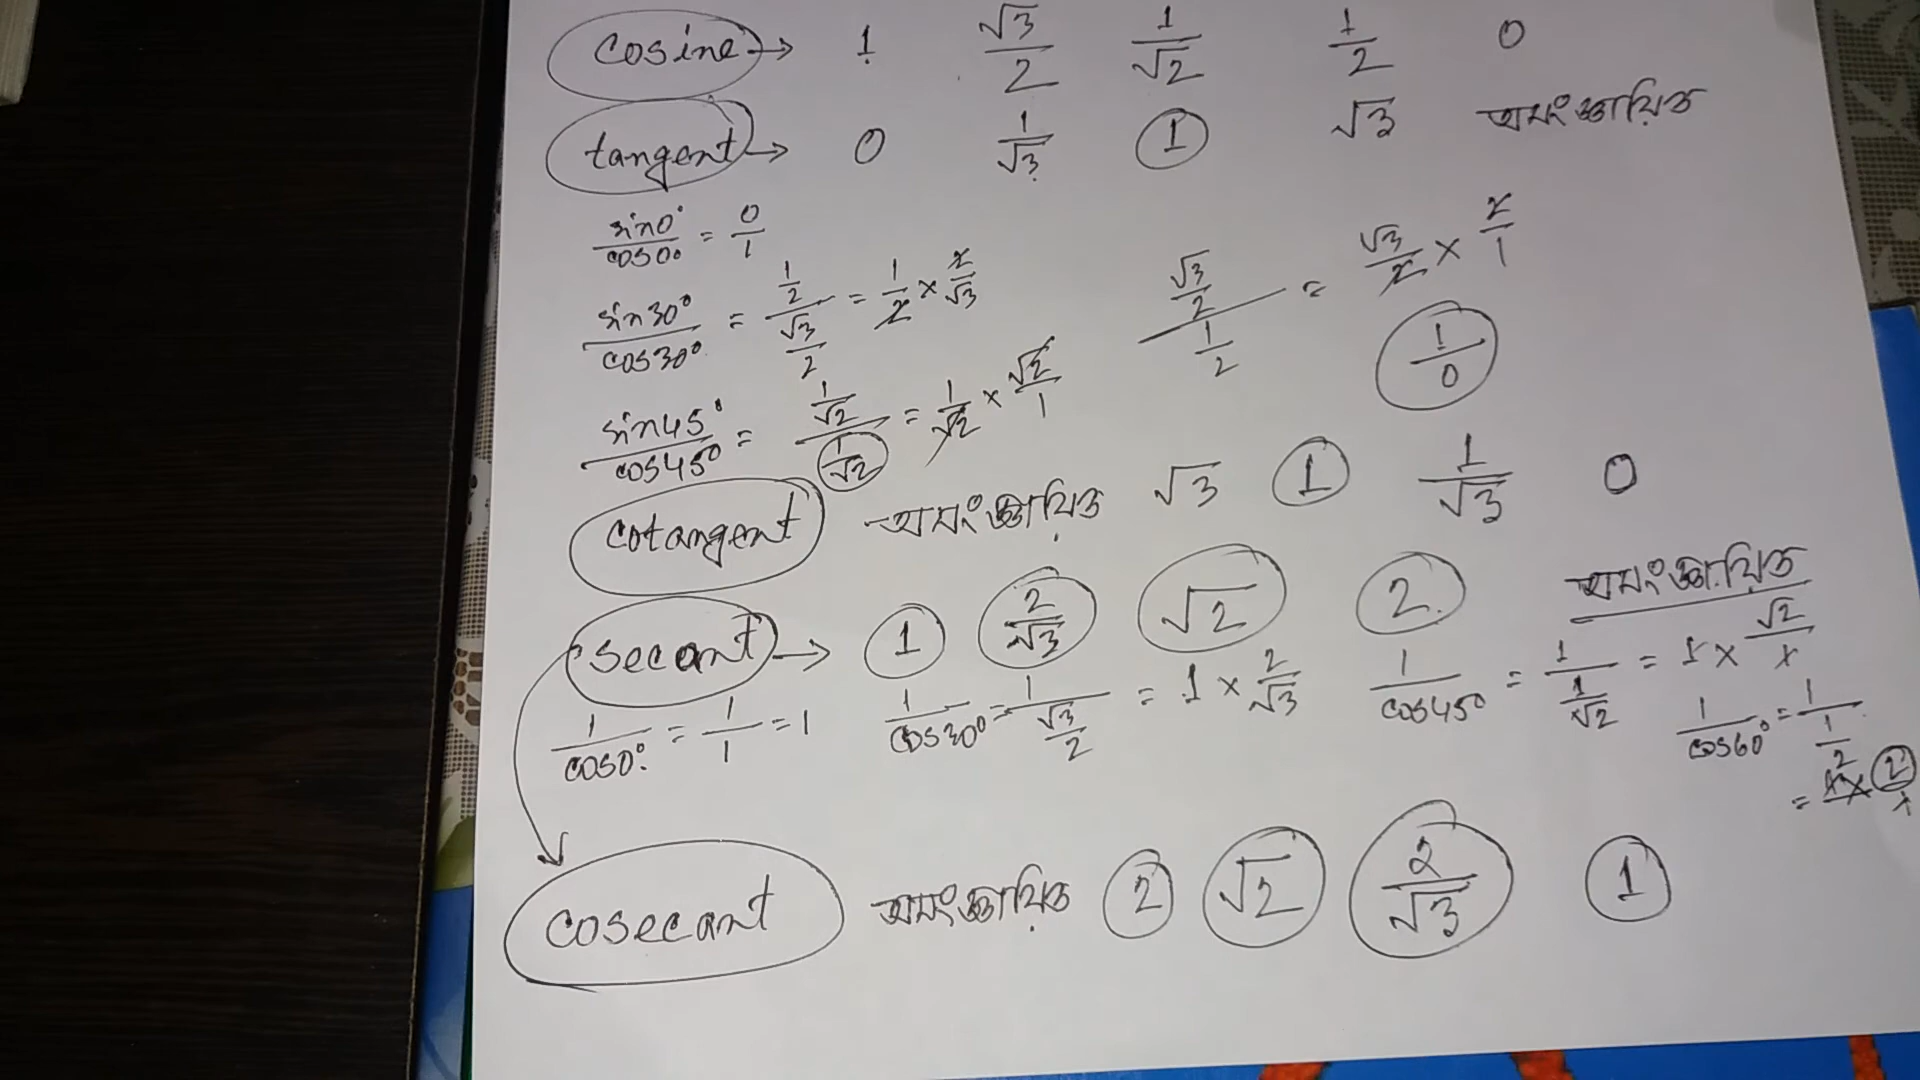 cosine → 1 √3/2 1/√2 1/2 0
tangent → 0 1/√3 1 √3 অসংজ্ঞায়িত
sin0°/cos0° = 0/1
sin30°/cos30° = (1/2)/(√3/2) = 1/2 × 2/√3
(√3/2)/(1/2) = √3/2 × 2/1
1/0
sin45°/cos45° = (1/√2)/(1/√2) = 1/√2 × √2/1
cotangent অসংজ্ঞায়িত √3 1 1/√3 0
secant → 1 2/√3 √2 2 অসংজ্ঞায়িত
1/cos0° = 1/1 = 1
1/cos30° = 1/(√3/2) = 1 × 2/√3
1/cos45° = 1/(1/√2) = 1 × √2/1
1/cos60° = 1/(1/2)
= 1 × 2/1
cosecant অসংজ্ঞায়িত 2 √2 2/√3 1